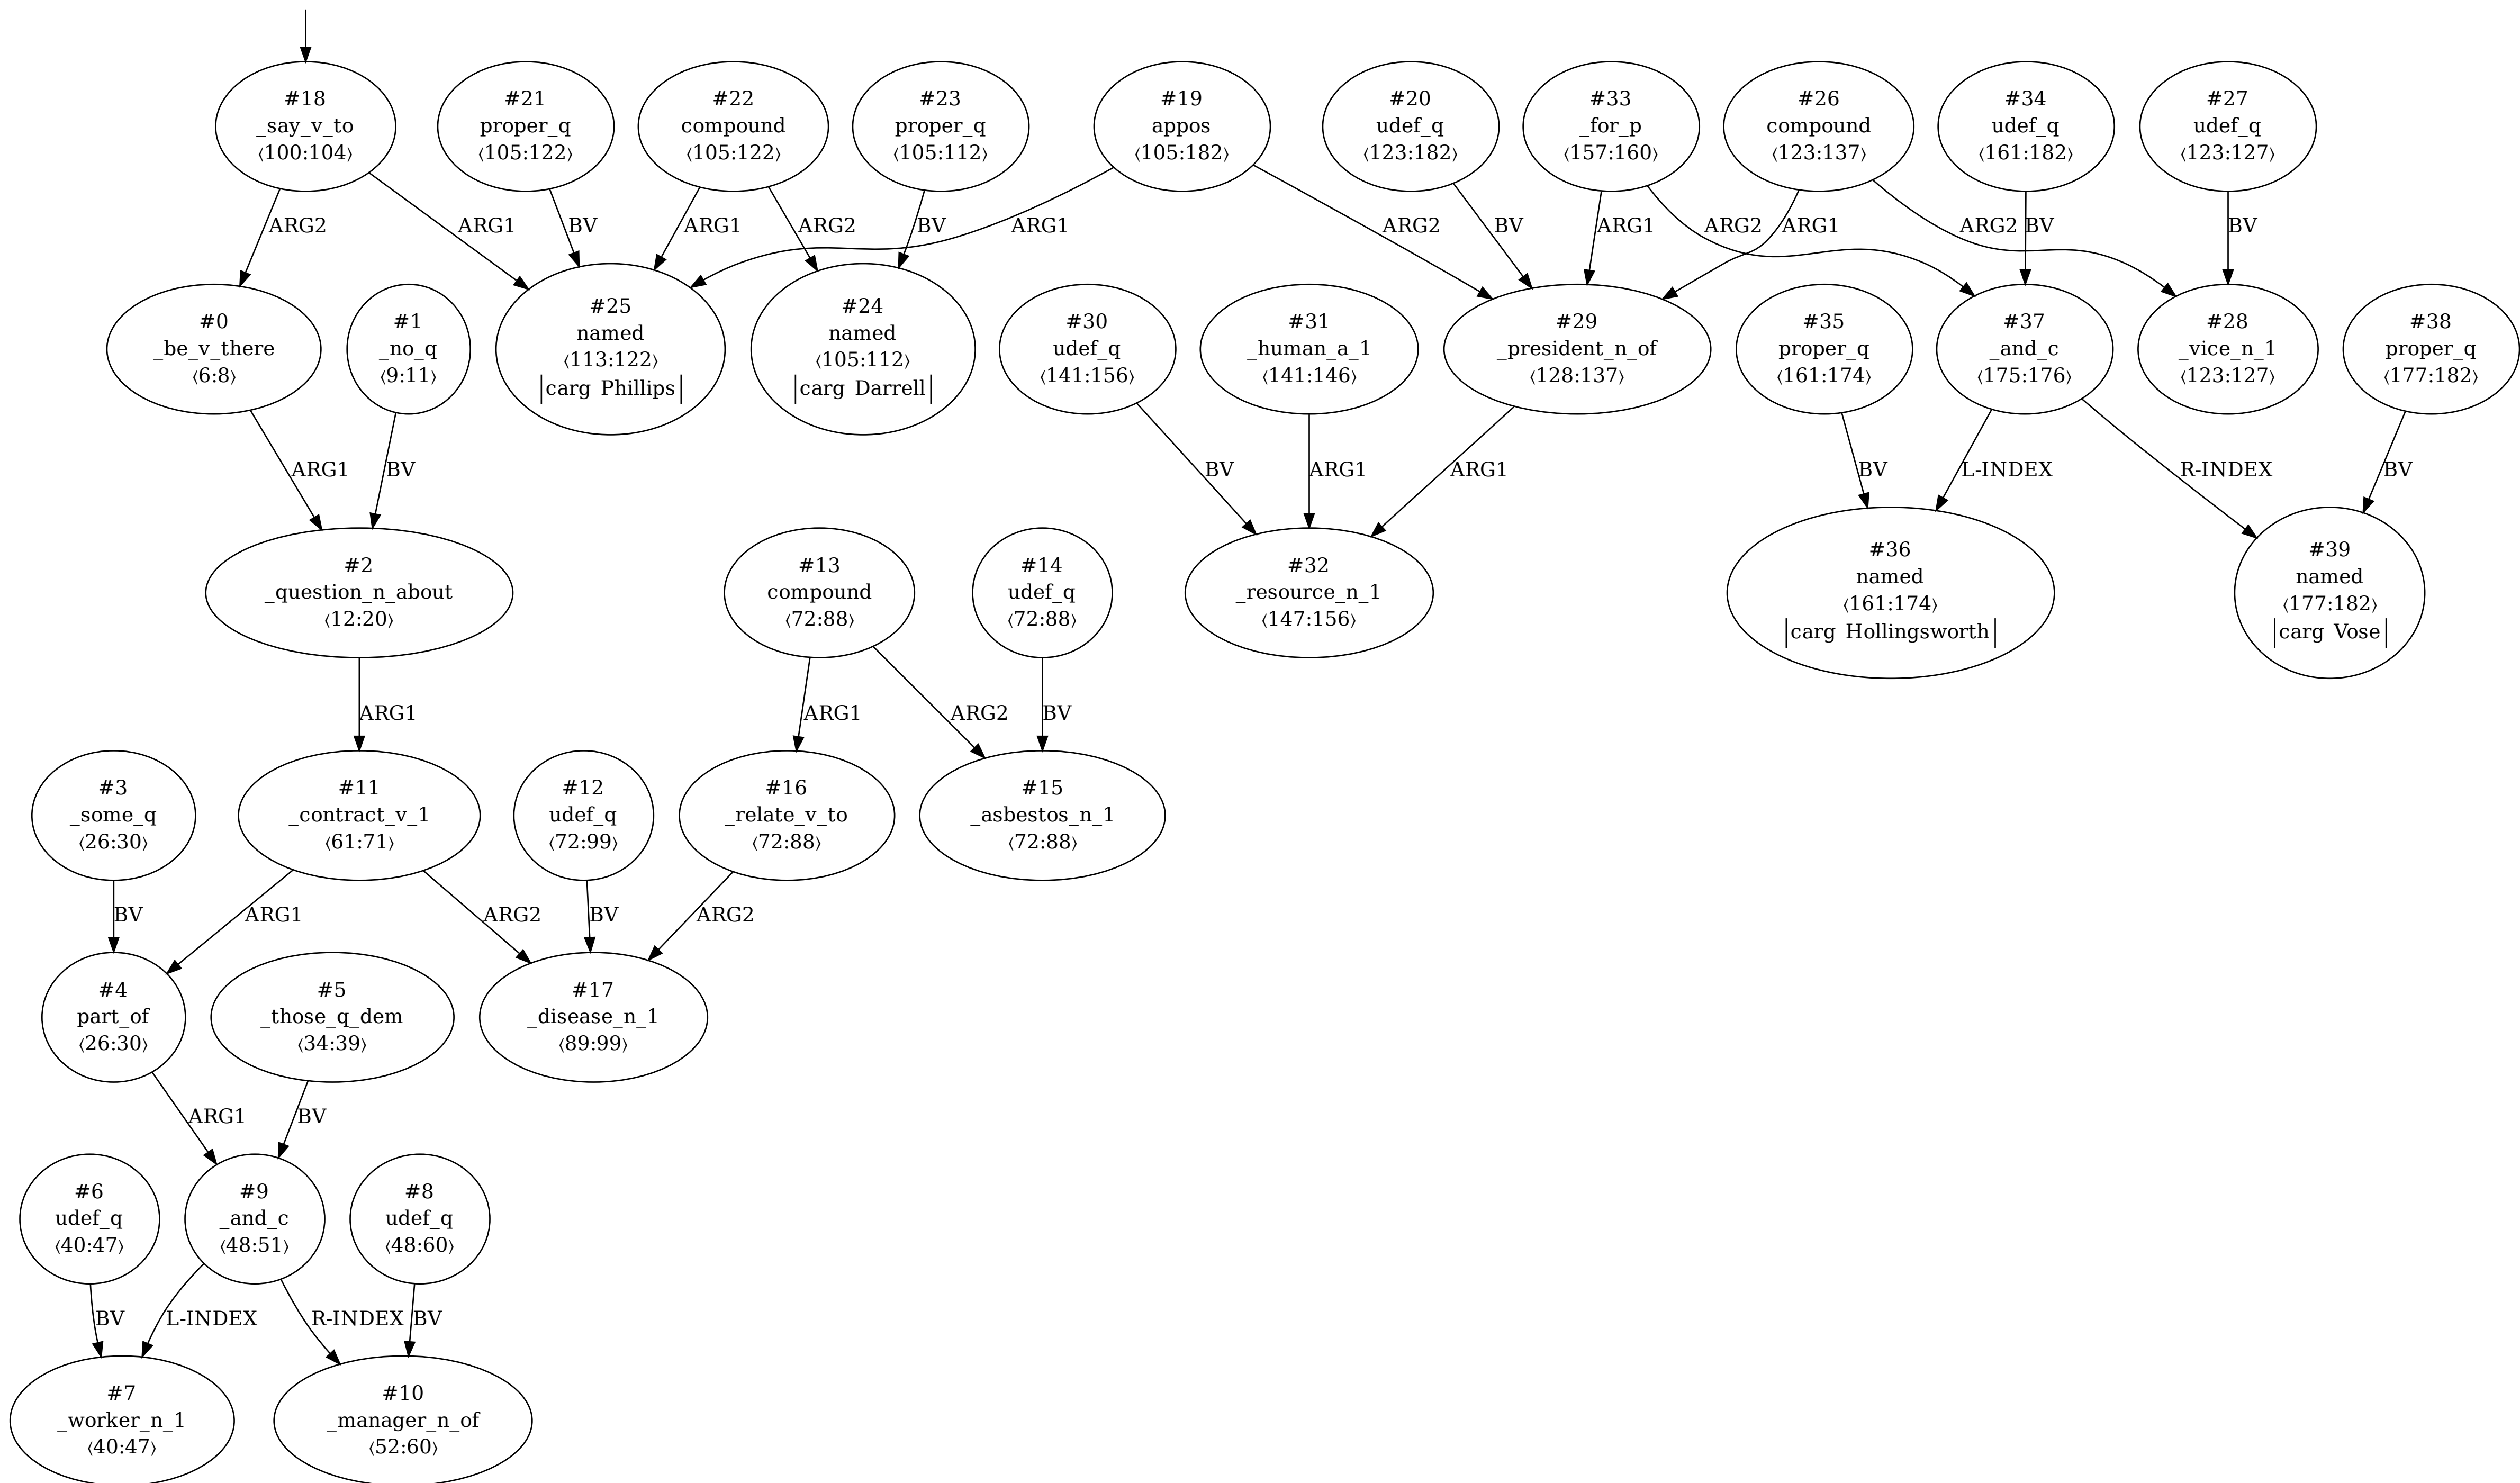 #18
_say_v_to
⟨100:104⟩
#21
proper_q
⟨105:122⟩
#22
compound
⟨105:122⟩
#23
proper_q
⟨105:112⟩
#19
appos
⟨105:182⟩
#20
udef_q
⟨123:182⟩
#33
_for_p
⟨157:160⟩
#26
compound
⟨123:137⟩
#34
udef_q
⟨161:182⟩
#27
udef_q
⟨123:127⟩
ARG2
ARG1
BV
ARG1
ARG2
BV
ARG1
ARG2
BV
ARG1
ARG2
ARG1
ARG2
BV
BV
#0
_be_v_there
⟨6:8⟩
#1
_no_q
⟨9:11⟩
#25
named
⟨113:122⟩
carg Phillips
#24
named
⟨105:112⟩
carg Darrell
#30
udef_q
⟨141:156⟩
#31
_human_a_1
⟨141:146⟩
#29
_president_n_of
⟨128:137⟩
#35
proper_q
⟨161:174⟩
#37
_and_c
⟨175:176⟩
#28
_vice_n_1
⟨123:127⟩
#38
proper_q
⟨177:182⟩
ARG1
BV
BV
ARG1
ARG1
BV
L-INDEX
R-INDEX
BV
#2
_question_n_about
⟨12:20⟩
#13
compound
⟨72:88⟩
#14
udef_q
⟨72:88⟩
#32
_resource_n_1
⟨147:156⟩
#36
named
⟨161:174⟩
carg Hollingsworth
#39
named
⟨177:182⟩
carg Vose
ARG1
ARG1
ARG2
BV
#3
_some_q
⟨26:30⟩
#11
_contract_v_1
⟨61:71⟩
#12
udef_q
⟨72:99⟩
#16
_relate_v_to
⟨72:88⟩
#15
_asbestos_n_1
⟨72:88⟩
BV
ARG1
ARG2
BV
ARG2
#4
part_of
⟨26:30⟩
#5
_those_q_dem
⟨34:39⟩
#17
_disease_n_1
⟨89:99⟩
ARG1
BV
#6
udef_q
⟨40:47⟩
#9
_and_c
⟨48:51⟩
#8
udef_q
⟨48:60⟩
BV
L-INDEX
R-INDEX
BV
#7
_worker_n_1
⟨40:47⟩
#10
_manager_n_of
⟨52:60⟩